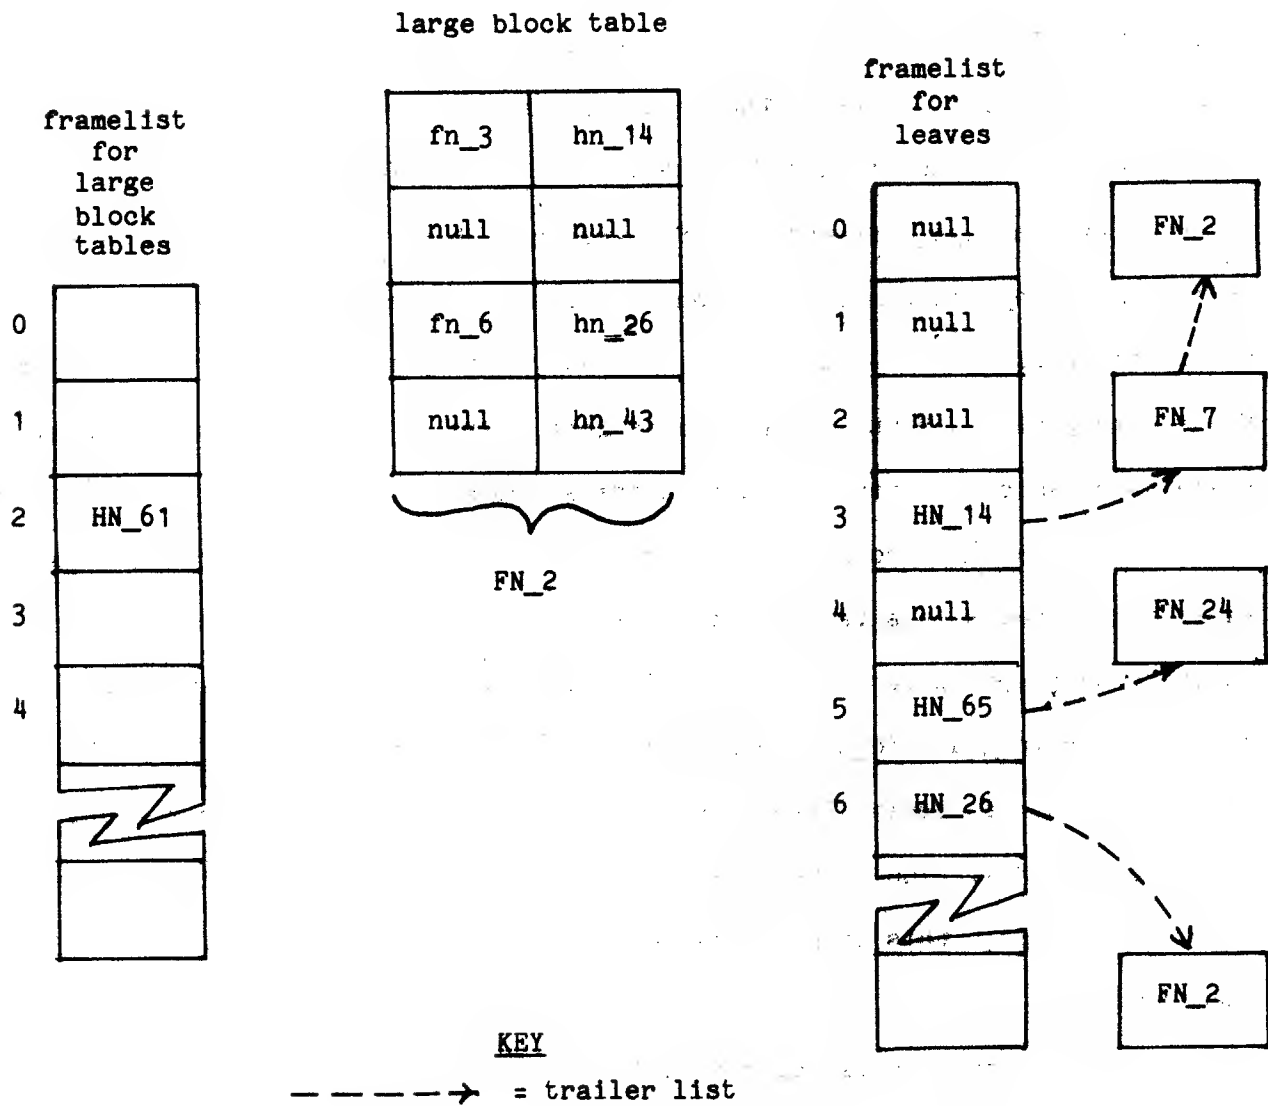 large block table
framelist
for
large
block
tables
0
1
2 HN_61
3
4
fn_3 hn_14
null null
fn_6 hn_26
null hn_43
FN_2
framelist
for
leaves
0 null FN_2
1 null
2 null FN_7
3 HN_14
4 null FN_24
5 HN_65
6 HN_26
FN_2
KEY
= trailer list